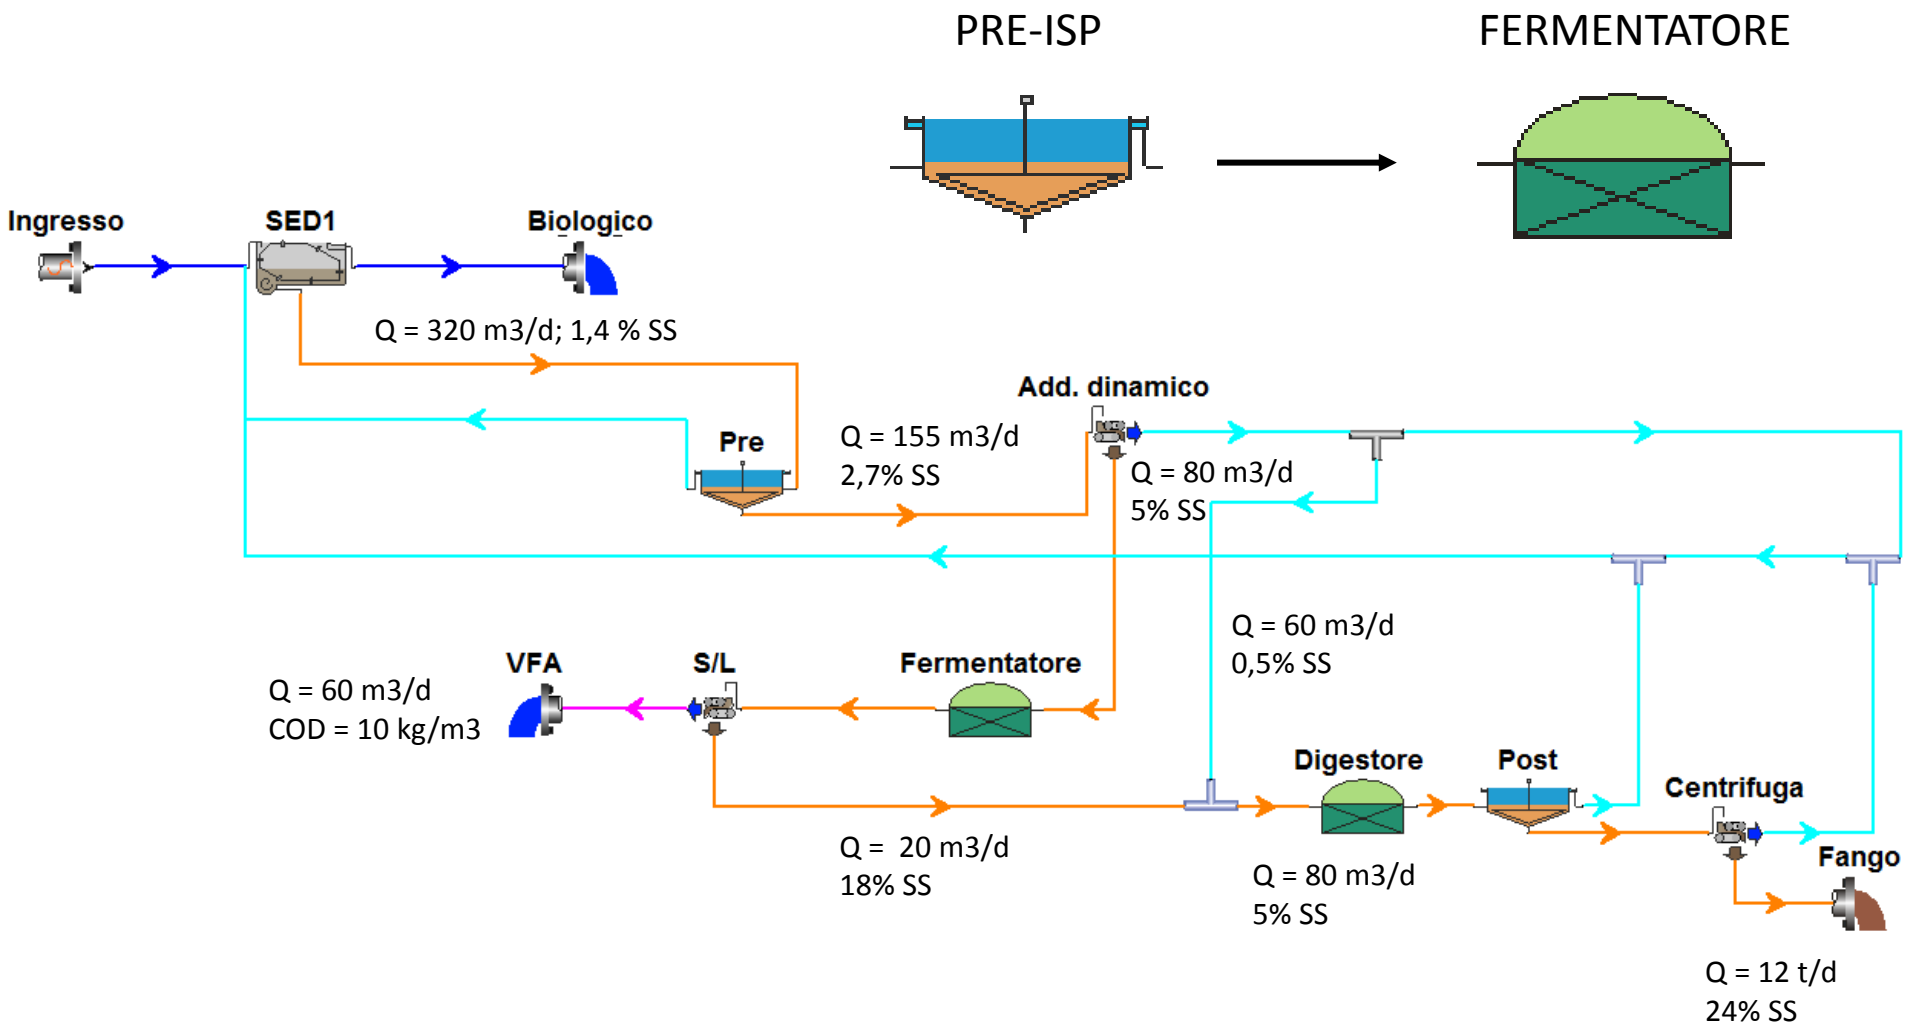 PRE-ISP
FERMENTATORE
Ingresso
SED1
Biologico
Q = 320 m3/d; 1,4 % SS
Add. dinamico
Pre
Q = 155 m3/d
2,7% SS
Q = 80 m3/d
5% SS
Q = 60 m3/d
0,5% SS
VFA
S/L
Fermentatore
Q = 60 m3/d
COD = 10 kg/m3
Digestore
Post
Centrifuga
Q = 20 m3/d
18% SS
Q = 80 m3/d
5% SS
Fango
Q = 12 t/d
24% SS